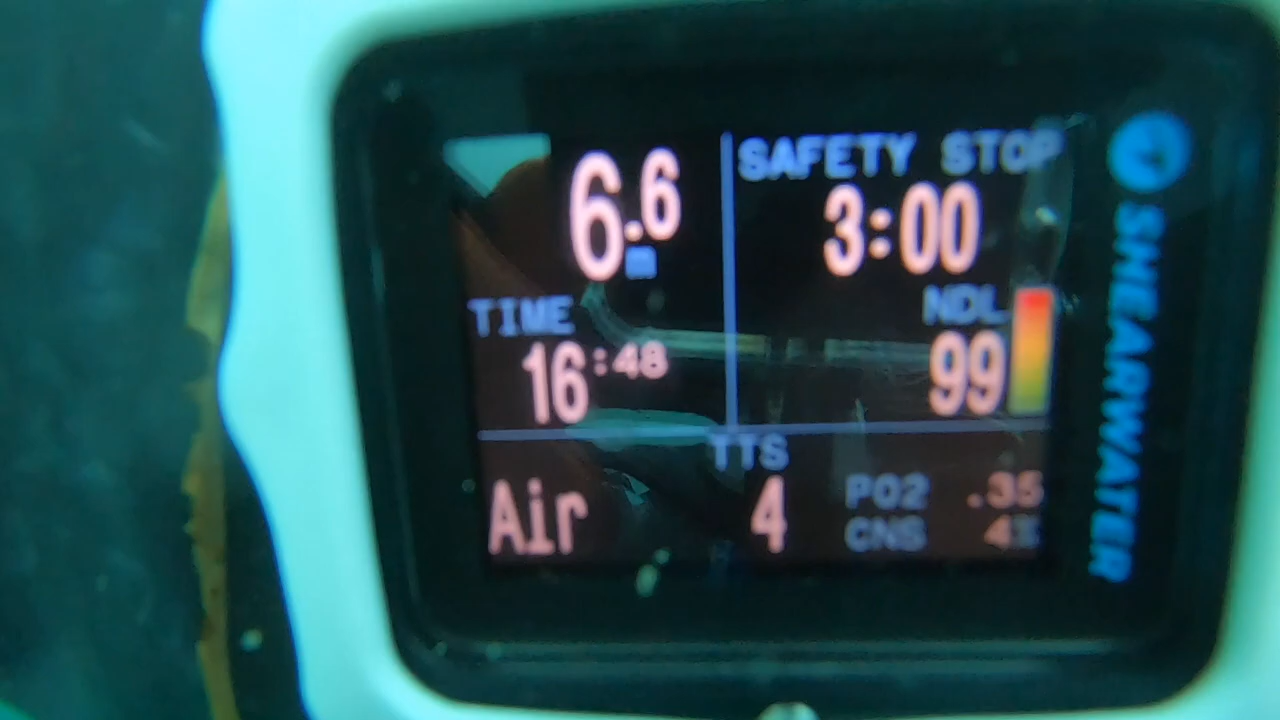 6.6
m
SAFETY STOP
3:00
TIME
16:48
NDL
99
TTS
Air
4
PO2 .35
CNS 4%
SHEARWATER